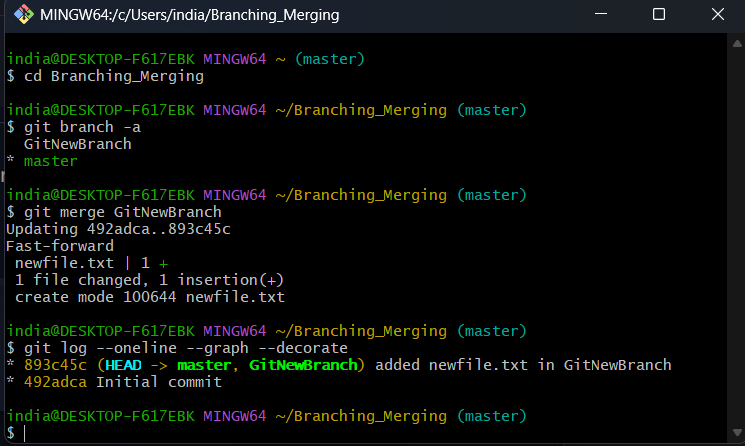 MINGW64:/c/Users/india/Branching_Merging
india@DESKTOP-F617EBK MINGW64 ~ (master)
$ cd Branching_Merging
india@DESKTOP-F617EBK MINGW64 ~/Branching_Merging (master)
$ git branch -a
  GitNewBranch
* master
india@DESKTOP-F617EBK MINGW64 ~/Branching_Merging (master)
$ git merge GitNewBranch
Updating 492adca..893c45c
Fast-forward
 newfile.txt | 1 +
 1 file changed, 1 insertion(+)
 create mode 100644 newfile.txt
india@DESKTOP-F617EBK MINGW64 ~/Branching_Merging (master)
$ git log --oneline --graph --decorate
* 893c45c (HEAD -> master, GitNewBranch) added newfile.txt in GitNewBranch
* 492adca Initial commit
india@DESKTOP-F617EBK MINGW64 ~/Branching_Merging (master)
$